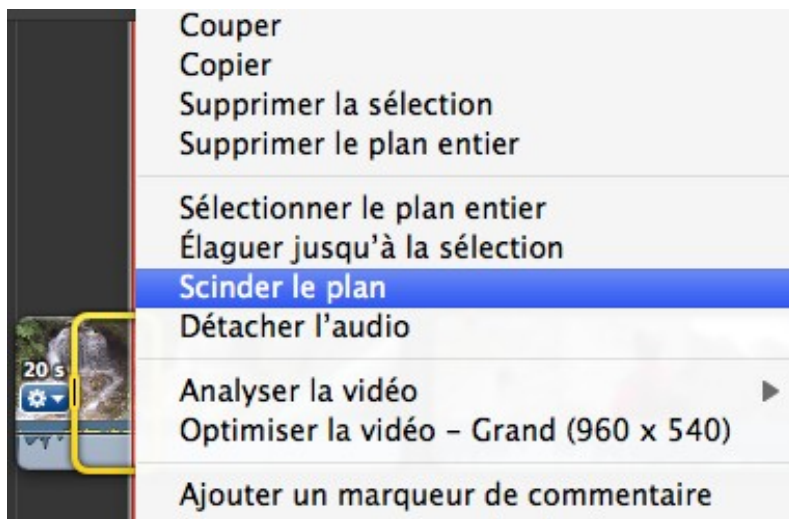 Couper
Copier
Supprimer la sélection
Supprimer le plan entier
Sélectionner le plan entier
Élaguer jusqu’à la sélection
Scinder le plan
Détacher l’audio
20 s
Analyser la vidéo
Optimiser la vidéo – Grand (960 x 540)
Ajouter un marqueur de commentaire